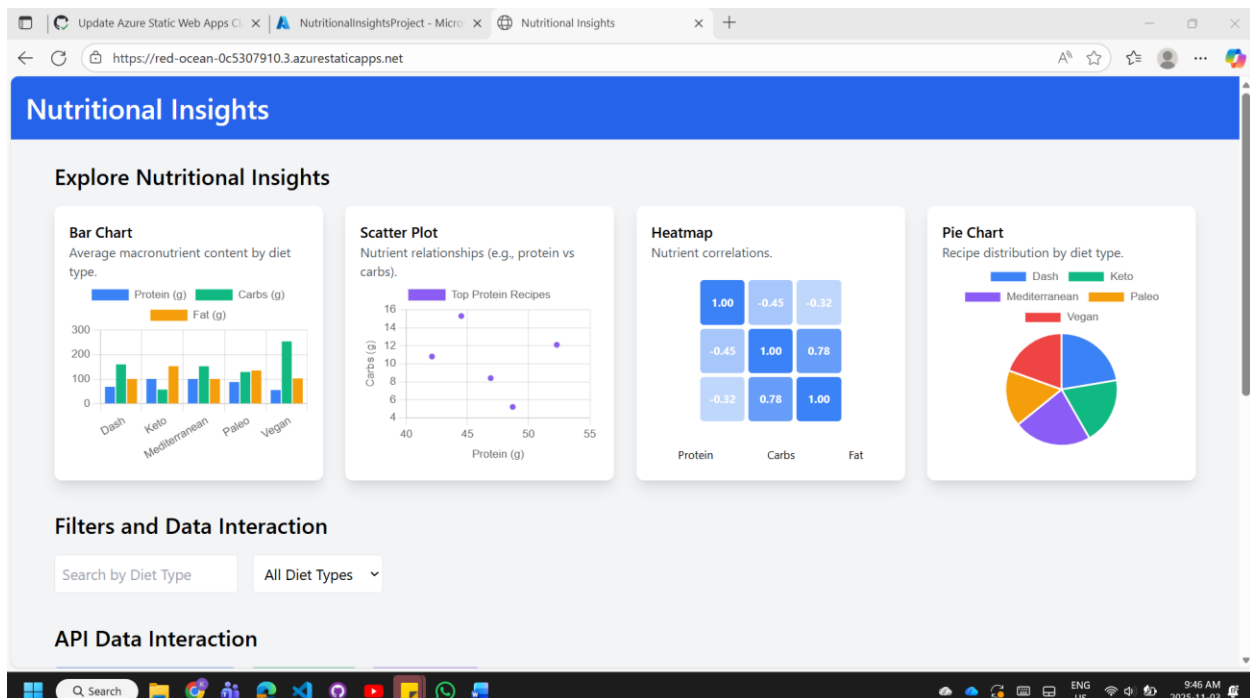 Update Azure Static Web Apps CL
NutritionalInsightsProject - Micro
Nutritional Insights
https://red-ocean-0c5307910.3.azurestaticapps.net
Nutritional Insights
Explore Nutritional Insights
Bar Chart
Average macronutrient content by diet
type.
Protein (g) Carbs (g)
Fat (g)
300
200
100
0
Dash Keto Mediterranean Paleo Vegan
Scatter Plot
Nutrient relationships (e.g., protein vs
carbs).
Top Protein Recipes
Carbs (g)
16
14
12
10
8
6
4
40 45 50 55
Protein (g)
Heatmap
Nutrient correlations.
1.00 -0.45 -0.32
-0.45 1.00 0.78
-0.32 0.78 1.00
Protein Carbs Fat
Pie Chart
Recipe distribution by diet type.
Dash Keto
Mediterranean Paleo
Vegan
Filters and Data Interaction
Search by Diet Type All Diet Types
API Data Interaction
Search
ENG
US
9:46 AM
2025-11-03